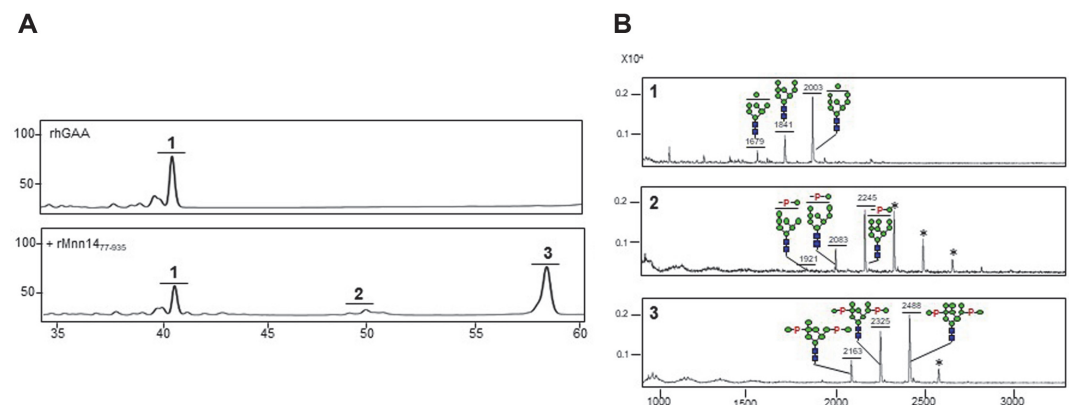 A
B
100
50
rhGAA
1
100
50
+ rMnn14₇₇₋₉₃₅
1
2
3
35
40
45
50
55
60
X10⁴
0.2
0.1
1
1679
1841
2003
0.2
0.1
2
-P
-P
-P
1921
2083
2245
*
*
*
0.2
0.1
3
P
P
P
P
P
P
2163
2325
2488
*
1000
1500
2000
2500
3000